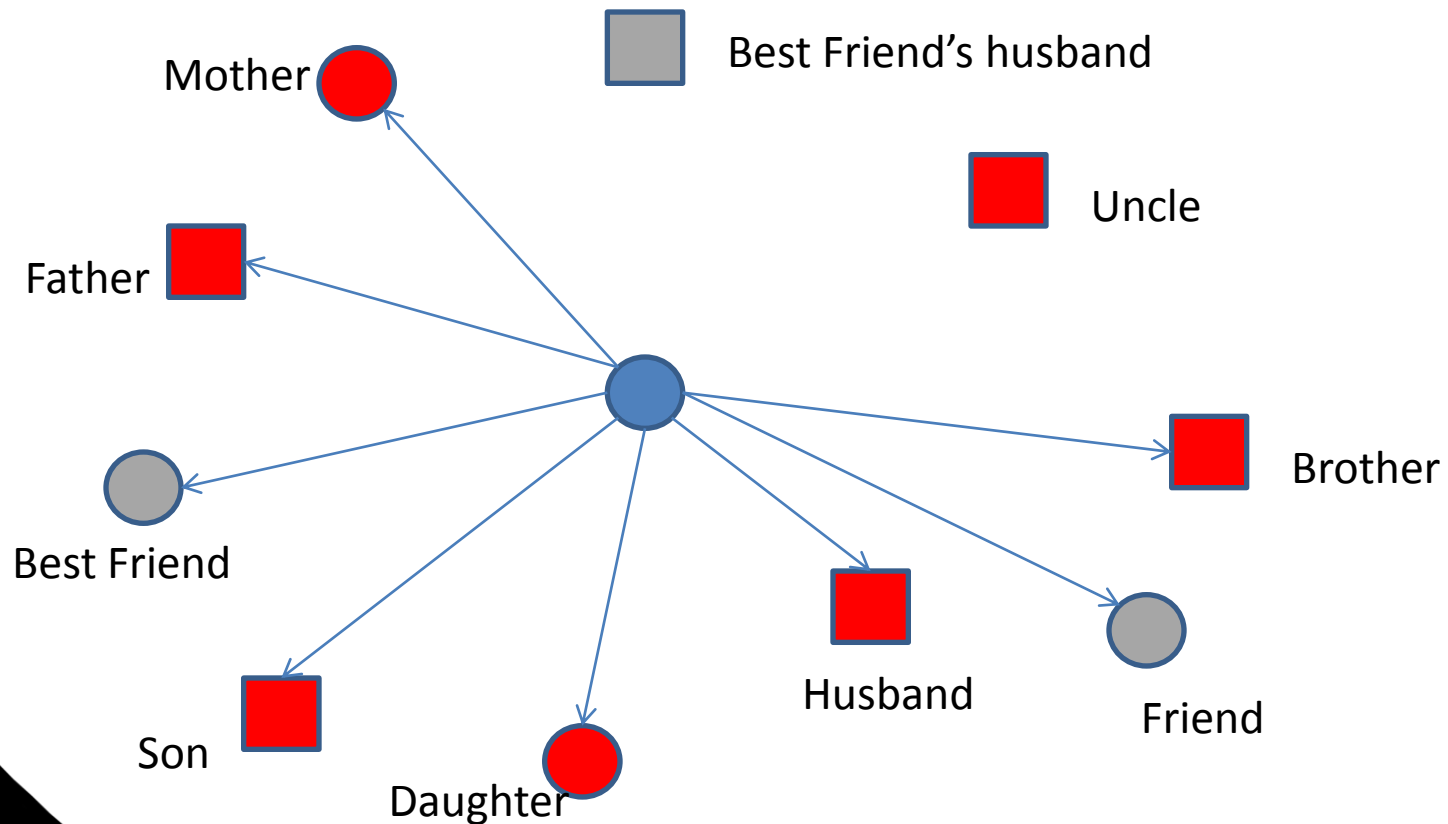 Best Friend’s husband
Mother
Uncle
Father
Brother
Best Friend
Husband
Friend
Son
Daughter